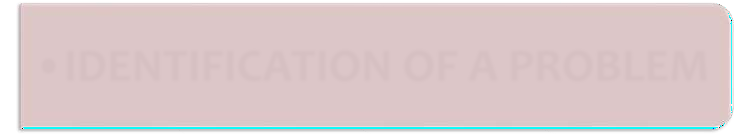 • IDENTIFICATION OF A PROBLEM